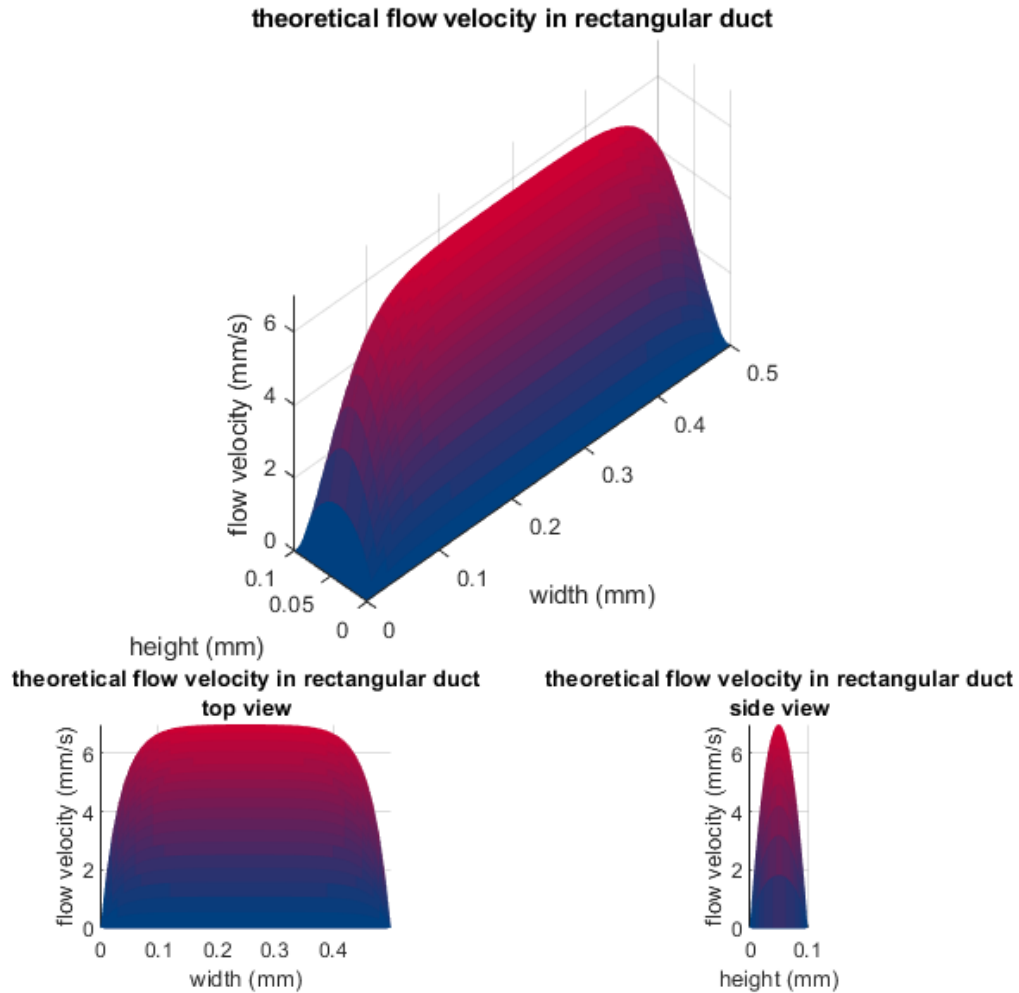 theoretical flow velocity in rectangular duct
flow velocity (mm/s)
6
4
2
0
0.1
0.05
0
height (mm)
0
0.1
0.2
0.3
0.4
0.5
width (mm)
theoretical flow velocity in rectangular duct
top view
flow velocity (mm/s)
6
4
2
0
0 0.1 0.2 0.3 0.4
width (mm)
theoretical flow velocity in rectangular duct
side view
flow velocity (mm/s)
6
4
2
0
0 0.1
height (mm)